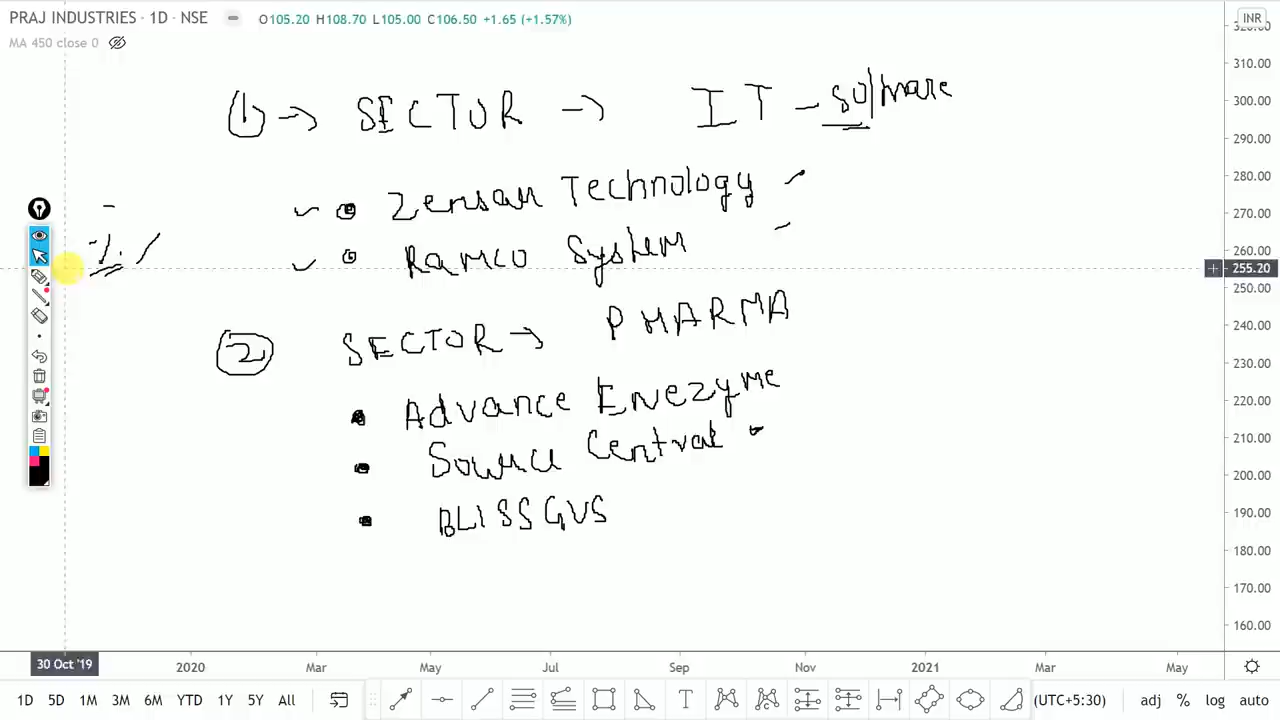 PRAJ INDUSTRIES · 1D · NSE O105.20 H108.70 L105.00 C106.50 +1.65 (+1.57%) INR
MA 450 close 0
① → SECTOR → IT - software
Zensar Technology
Ramco System
② SECTOR → PHARMA
Advance Enezyme
Source Central
BLISSGVS
%
320.00
310.00
300.00
290.00
280.00
270.00
260.00
255.20
250.00
240.00
230.00
220.00
210.00
200.00
190.00
180.00
170.00
160.00
30 Oct '19 2020 Mar May Jul Sep Nov 2021 Mar May
1D 5D 1M 3M 6M YTD 1Y 5Y All T (UTC+5:30) adj % log auto